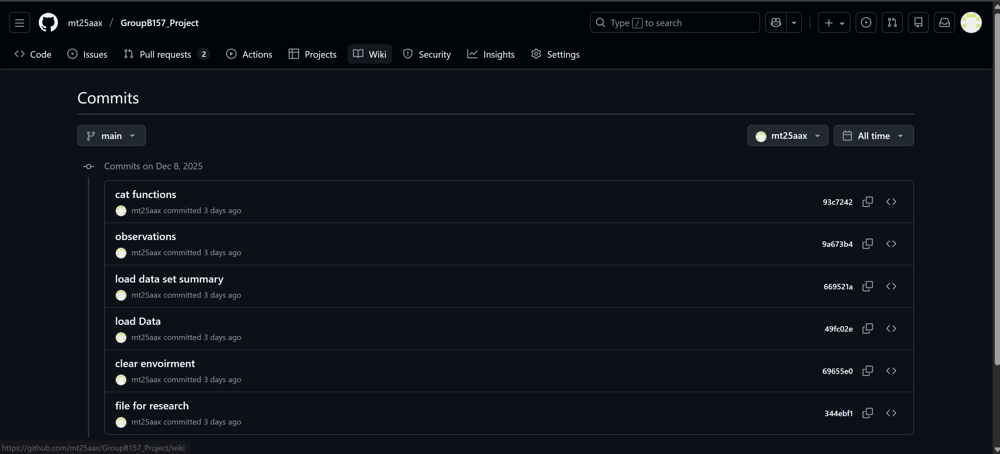 mt25aax / GroupB157_Project
Type / to search
Code Issues Pull requests 2 Actions Projects Wiki Security Insights Settings
Commits
main
mt25aax All time
Commits on Dec 8, 2025
cat functions
mt25aax committed 3 days ago
93c7242
observations
mt25aax committed 3 days ago
9a673b4
load data set summary
mt25aax committed 3 days ago
669521a
load Data
mt25aax committed 3 days ago
49fc02e
clear envoirment
mt25aax committed 3 days ago
69655e0
file for research
mt25aax committed 3 days ago
344ebf1
https://github.com/mt25aax/GroupB157_Project/wiki